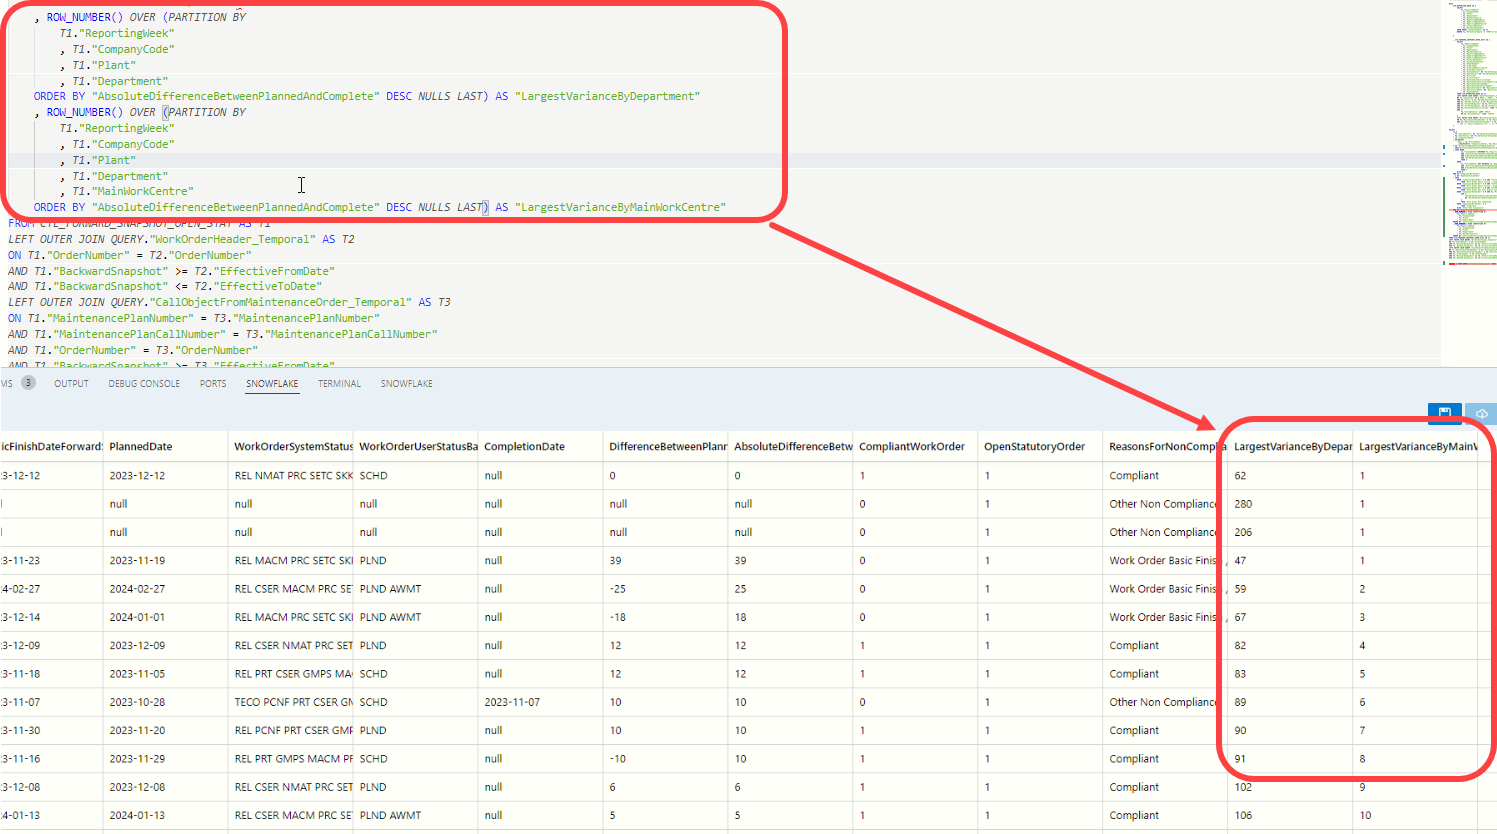 , ROW_NUMBER() OVER (PARTITION BY
T1."ReportingWeek"
, T1."CompanyCode"
, T1."Plant"
, T1."Department"
ORDER BY "AbsoluteDifferenceBetweenPlannedAndComplete" DESC NULLS LAST) AS "LargestVarianceByDepartment"
, ROW_NUMBER() OVER (PARTITION BY
T1."ReportingWeek"
, T1."CompanyCode"
, T1."Plant"
, T1."Department"
, T1."MainWorkCentre"
ORDER BY "AbsoluteDifferenceBetweenPlannedAndComplete" DESC NULLS LAST) AS "LargestVarianceByMainWorkCentre"
FROM CTE_FORWARD_SNAPSHOT_OPEN_STAT AS T1
LEFT OUTER JOIN QUERY."WorkOrderHeader_Temporal" AS T2
ON T1."OrderNumber" = T2."OrderNumber"
AND T1."BackwardSnapshot" >= T2."EffectiveFromDate"
AND T1."BackwardSnapshot" <= T2."EffectiveToDate"
LEFT OUTER JOIN QUERY."CallObjectFromMaintenanceOrder_Temporal" AS T3
ON T1."MaintenancePlanNumber" = T3."MaintenancePlanNumber"
AND T1."MaintenancePlanCallNumber" = T3."MaintenancePlanCallNumber"
AND T1."OrderNumber" = T3."OrderNumber"
AND T1."BackwardSnapshot" >= T3."EffectiveFromDate"
MS 3 OUTPUT DEBUG CONSOLE PORTS SNOWFLAKE TERMINAL SNOWFLAKE
icFinishDateForwardS PlannedDate WorkOrderSystemStatus WorkOrderUserStatusBa CompletionDate DifferenceBetweenPlann AbsoluteDifferenceBetw CompliantWorkOrder OpenStatutoryOrder ReasonsForNonComplia LargestVarianceByDepar LargestVarianceByMainW
3-12-12 2023-12-12 REL NMAT PRC SETC SKK SCHD null 0 0 1 1 Compliant 62 1
l null null null null null null 0 1 Other Non Compliance 280 1
l null null null null null null 0 1 Other Non Compliance 206 1
3-11-23 2023-11-19 REL MACM PRC SETC SKI PLND null 39 39 0 1 Work Order Basic Finis 47 1
4-02-27 2024-02-27 REL CSER MACM PRC SE PLND AWMT null -25 25 0 1 Work Order Basic Finis 59 2
3-12-14 2024-01-01 REL MACM PRC SETC SKI PLND AWMT null -18 18 0 1 Work Order Basic Finis 67 3
3-12-09 2023-12-09 REL CSER NMAT PRC SET PLND null 12 12 1 1 Compliant 82 4
3-11-18 2023-11-05 REL PRT CSER GMPS MA SCHD null 12 12 1 1 Compliant 83 5
3-11-07 2023-10-28 TECO PCNF PRT CSER GN SCHD 2023-11-07 10 10 0 1 Other Non Compliance 89 6
3-11-30 2023-11-20 REL PCNF PRT CSER GMF PLND null 10 10 1 1 Compliant 90 7
3-11-16 2023-11-29 REL PRT GMPS MACM PF SCHD null -10 10 1 1 Compliant 91 8
3-12-08 2023-12-08 REL CSER NMAT PRC SET PLND null 6 6 1 1 Compliant 102 9
4-01-13 2024-01-13 REL CSER MACM PRC SE PLND AWMT null 5 5 1 1 Compliant 106 10